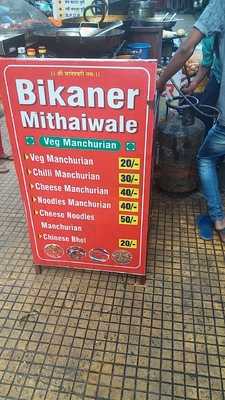 Bikaner
Mithaiwale
Veg Manchurian
Veg Manchurian 20/-
Chilli Manchurian 30/-
Cheese Manchurian 40/-
Noodles Manchurian 40/-
Cheese Noodles 50/-
Manchurian
Chinese Bhel 20/-